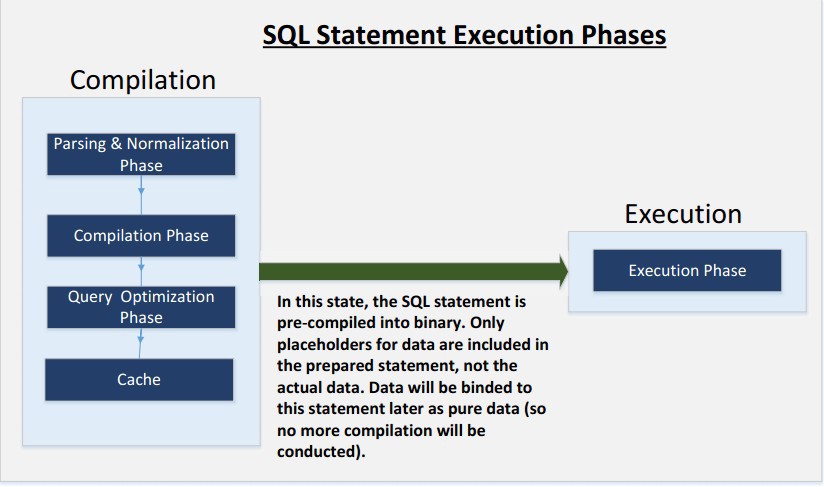 SQL Statement Execution Phases
Compilation
Parsing & Normalization
Phase
Compilation Phase
Query Optimization
Phase
Cache
In this state, the SQL statement is
pre-compiled into binary. Only
placeholders for data are included in
the prepared statement, not the
actual data. Data will be binded to
this statement later as pure data (so
no more compilation will be
conducted).
Execution
Execution Phase